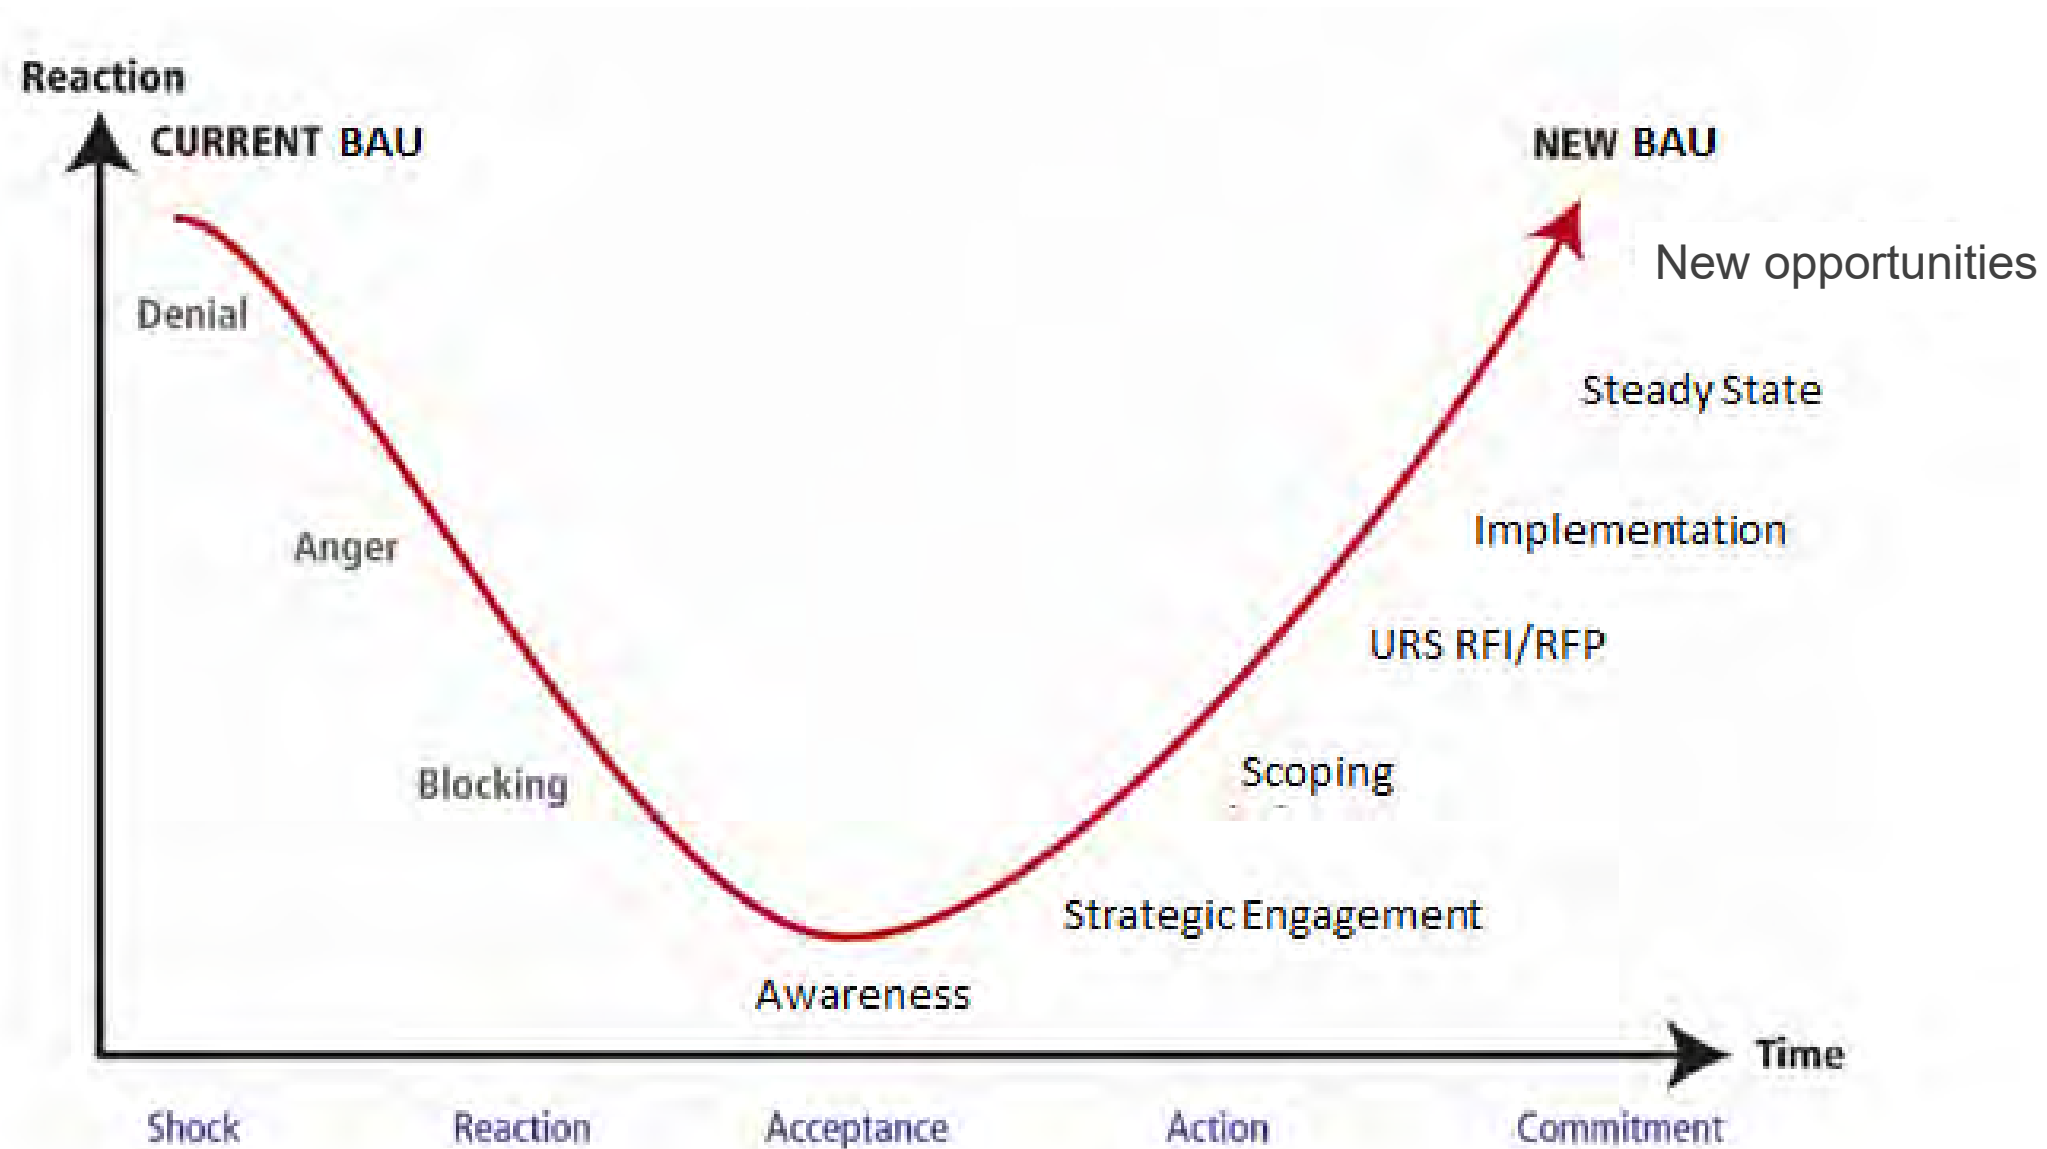 Reaction
CURRENT BAU
NEW BAU
New opportunities
Denial
Steady State
Implementation
Anger
URS RFI/RFP
Scoping
Blocking
Strategic Engagement
Awareness
Time
Shock
Reaction
Acceptance
Action
Commitment